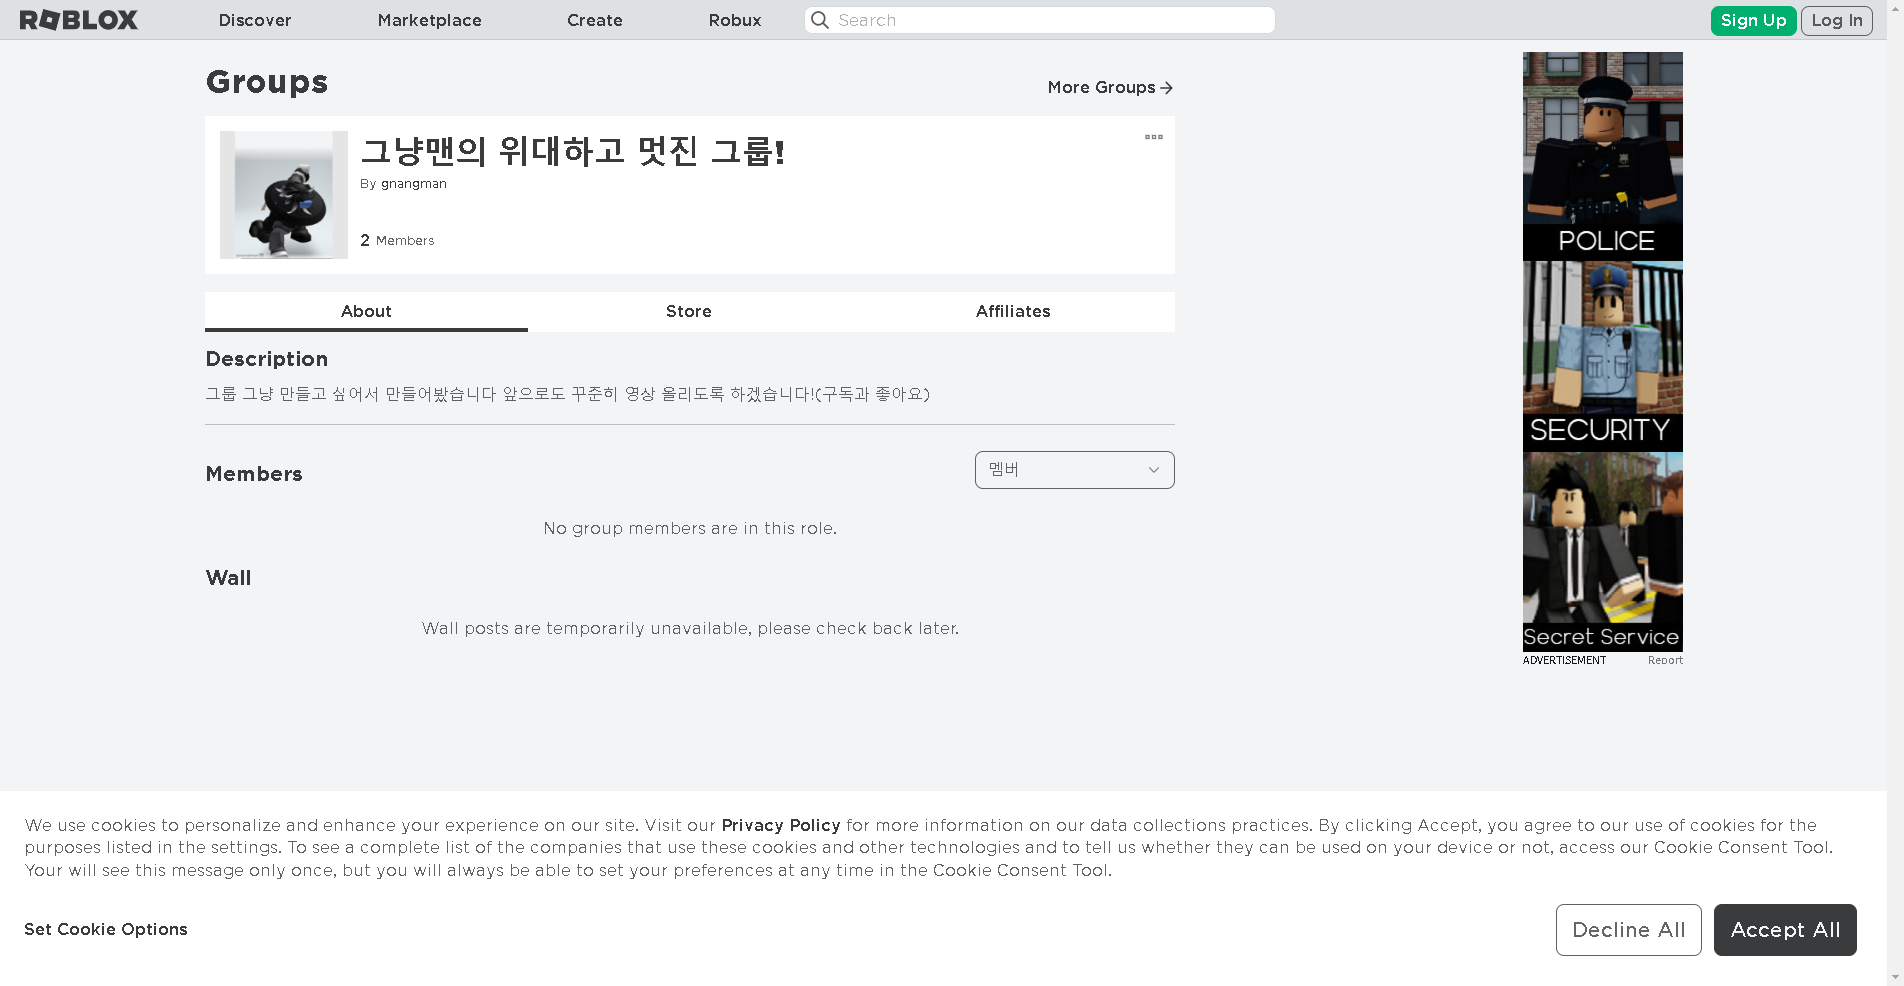 ROBLOX
Discover
Marketplace
Create
Robux
Search
Sign Up
Log In
Groups
More Groups
그냥맨의 위대하고 멋진 그룹!
By gnangman
2 Members
About
Store
Affiliates
Description
그룹 그냥 만들고 싶어서 만들어봤습니다 앞으로도 꾸준히 영상 올리도록 하겠습니다!(구독과 좋아요)
Members
멤버
No group members are in this role.
Wall
Wall posts are temporarily unavailable, please check back later.
POLICE
SECURITY
Secret Service
ADVERTISEMENT
Report
We use cookies to personalize and enhance your experience on our site. Visit our Privacy Policy for more information on our data collections practices. By clicking Accept, you agree to our use of cookies for the
purposes listed in the settings. To see a complete list of the companies that use these cookies and other technologies and to tell us whether they can be used on your device or not, access our Cookie Consent Tool.
Your will see this message only once, but you will always be able to set your preferences at any time in the Cookie Consent Tool.
Set Cookie Options
Decline All
Accept All